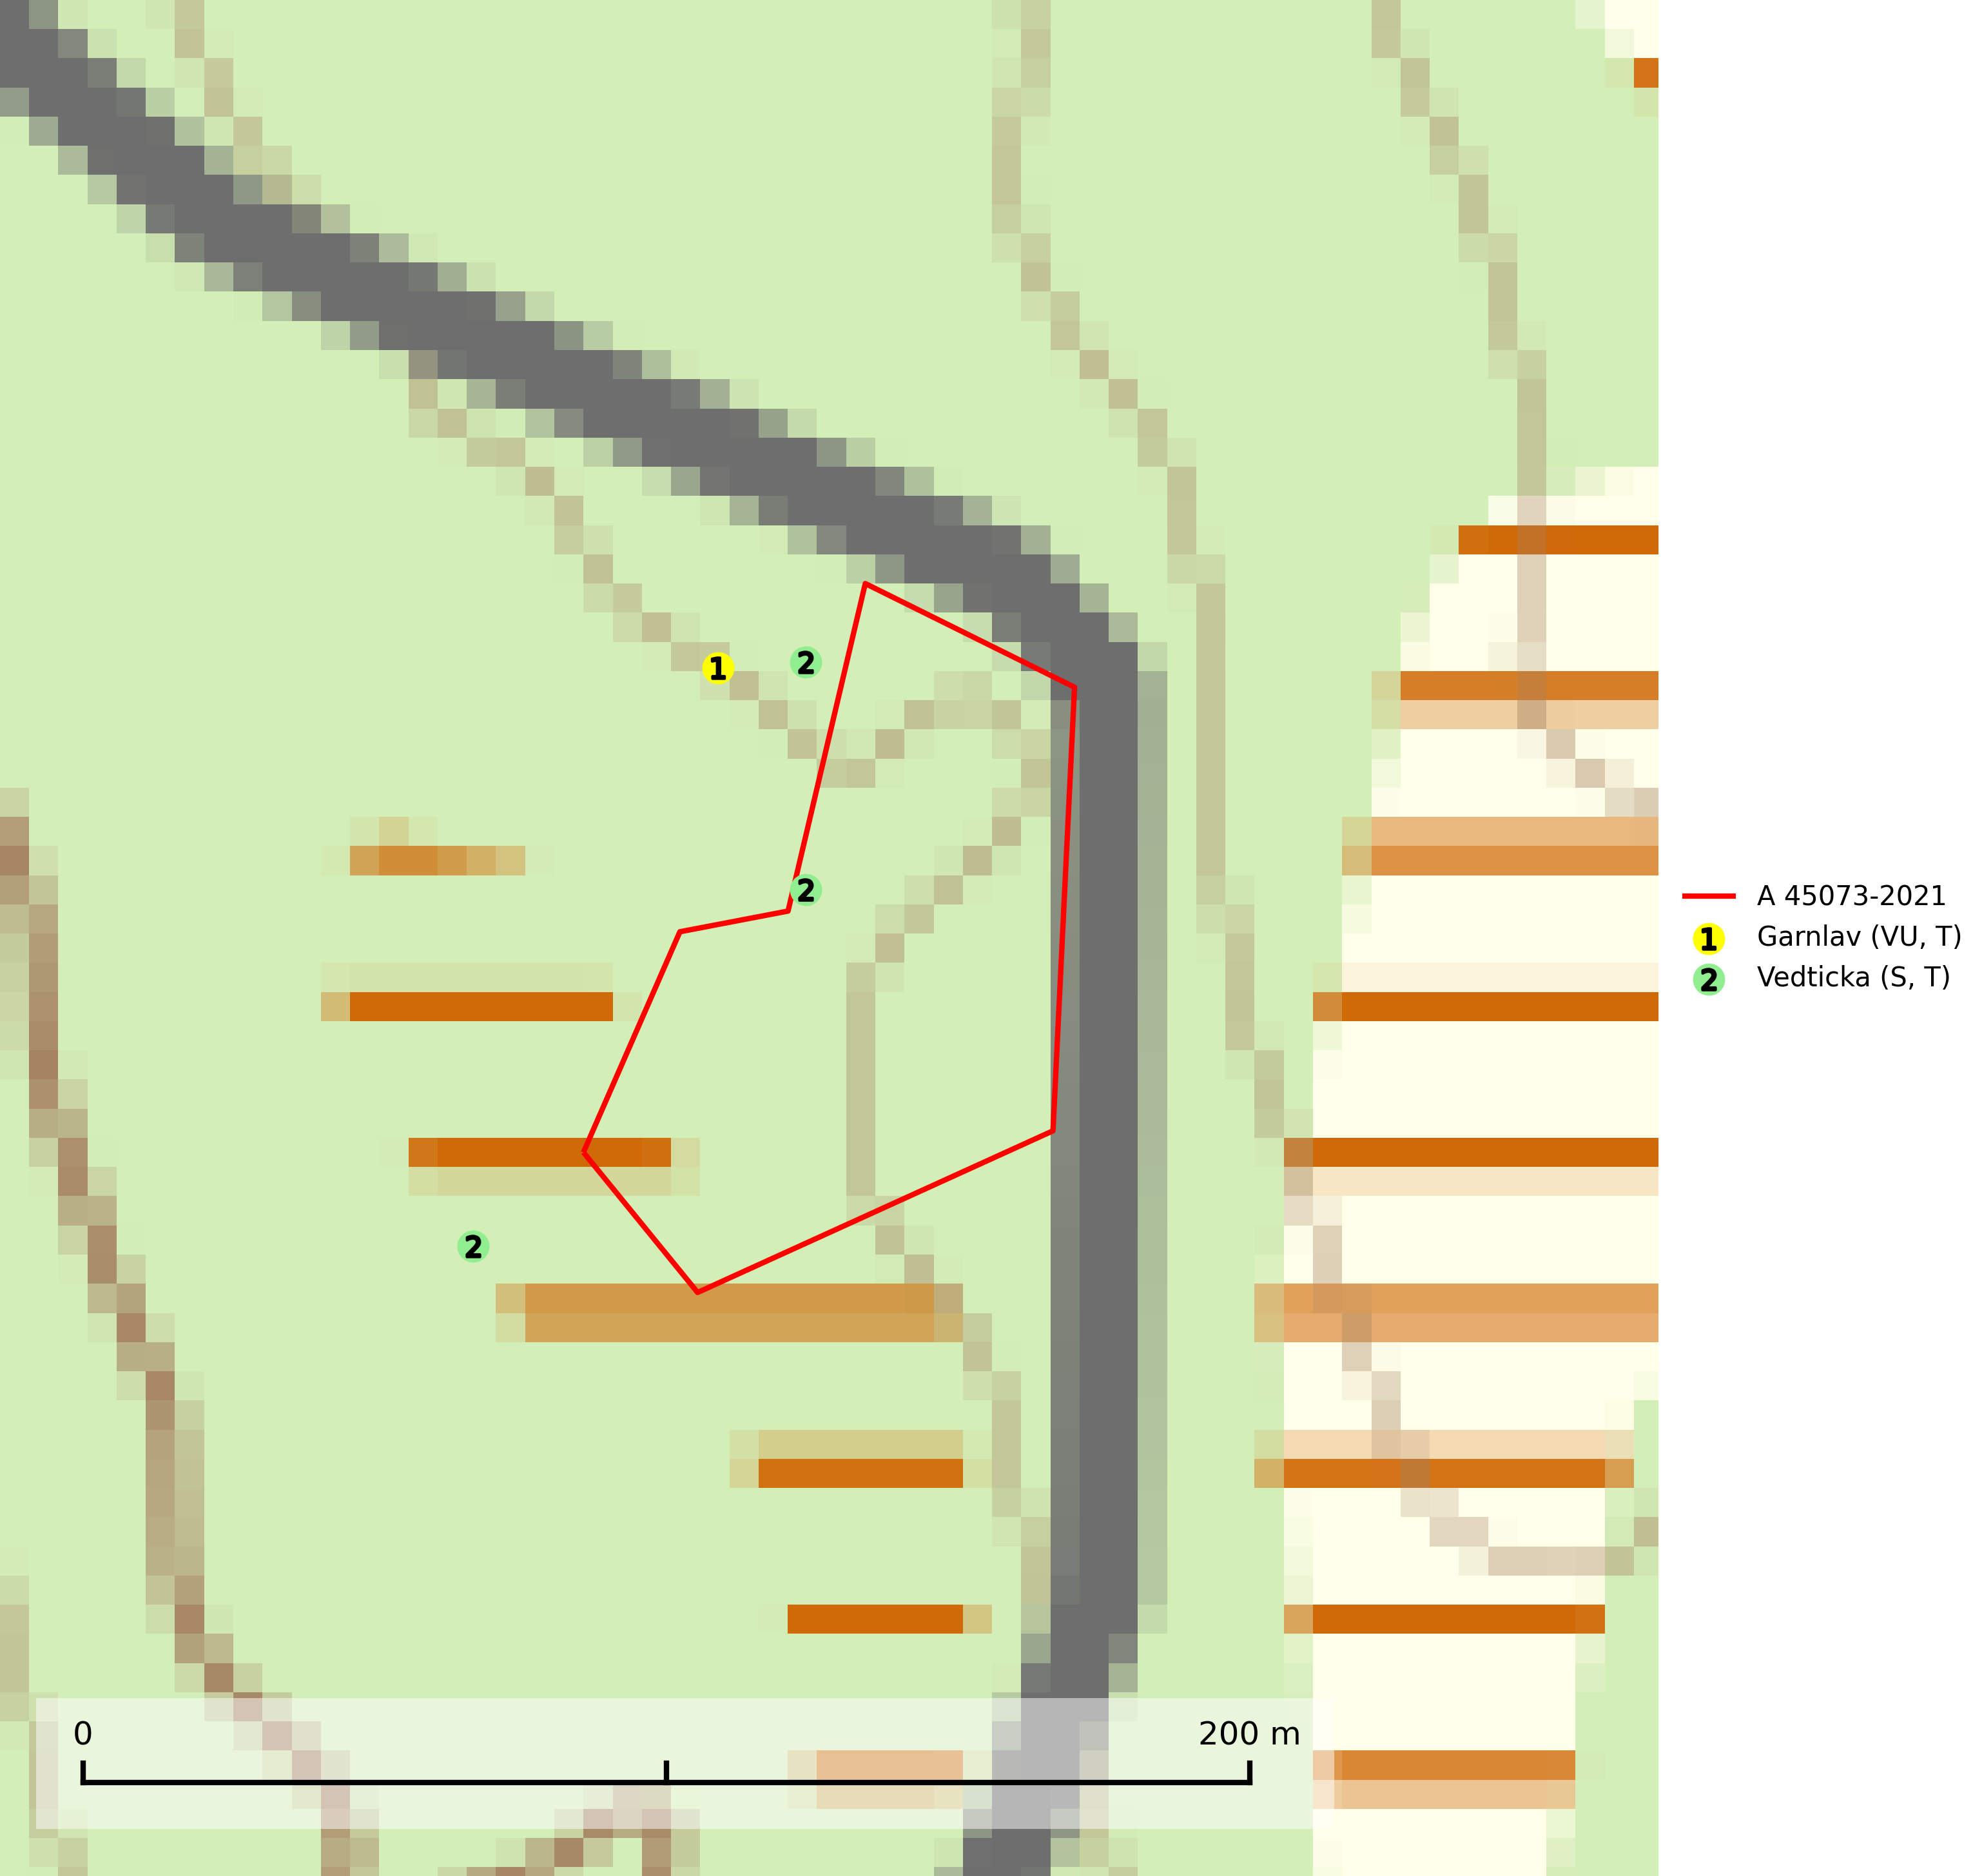 1
2
2
2
A 45073-2021
1 Garnlav (VU, T)
2 Vedticka (S, T)
0 200 m